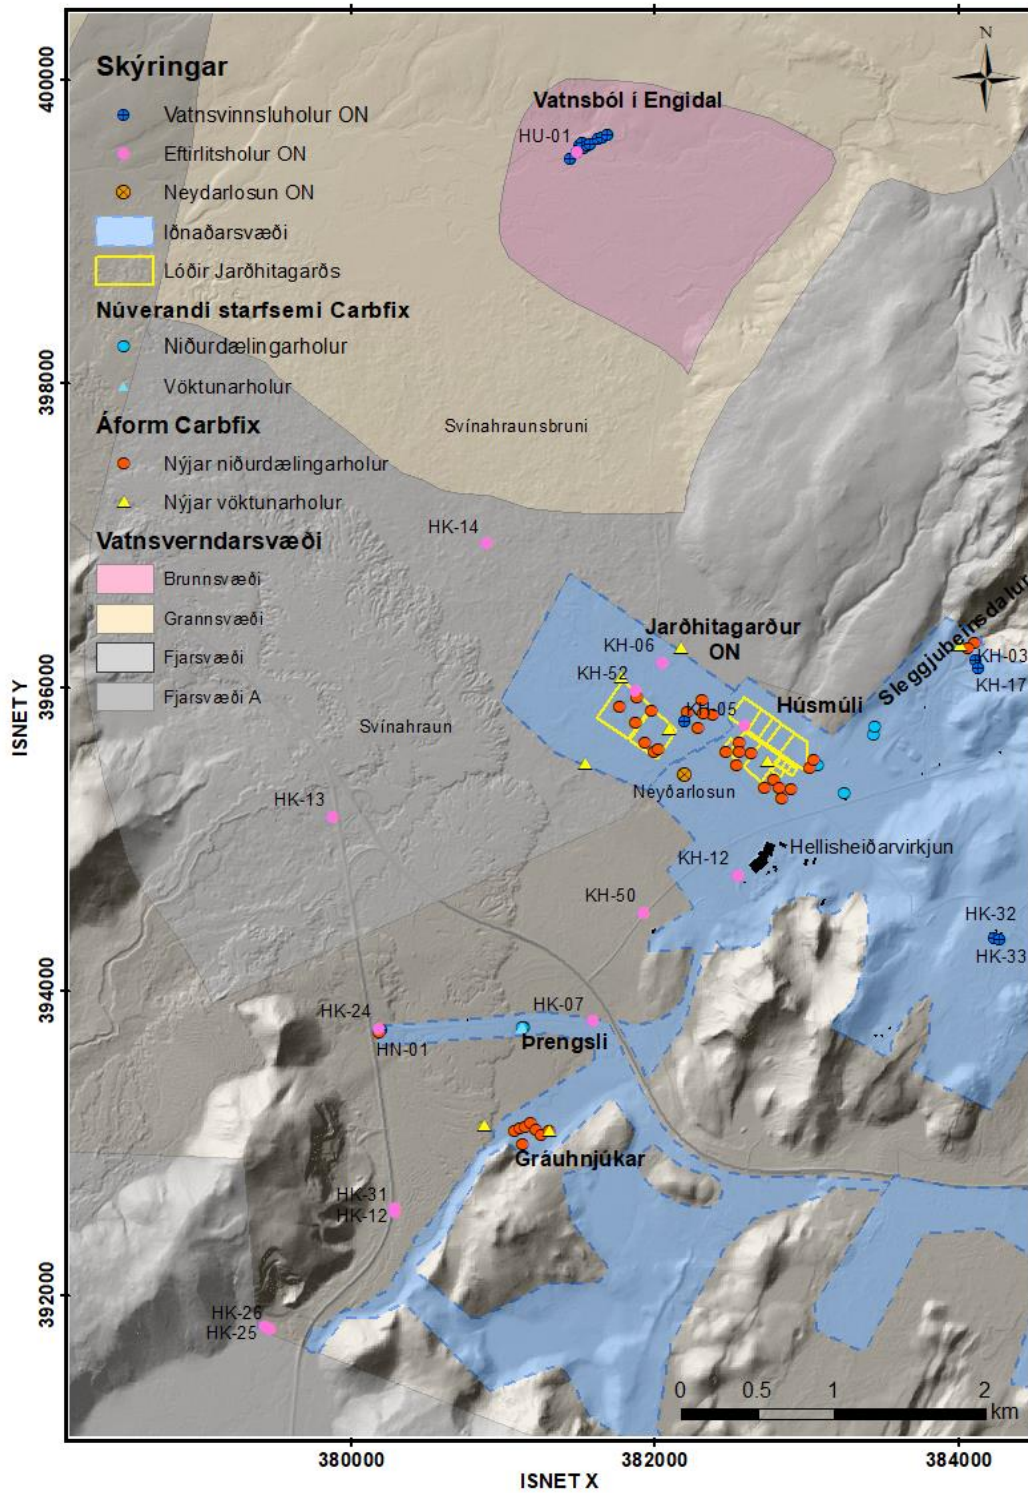 Skýringar
Vatnsvinnsluholur ON
Eftirlitsholur ON
Neydarlosun ON
Iðnaðarsvæði
Lóðir Jarðhitagarðs
Núverandi starfsemi Carbfix
Niðurdælingarholur
Vöktunarholur
Áform Carbfix
Nýjar niðurdælingarholur
Nýjar vöktunarholur
Vatnsverndarsvæði
Brunnsvæði
Grannsvæði
Fjarsvæði
Fjarsvæði A
N
Vatnsból í Engidal
HU-01
Svínahraunsbruni
HK-14
Jarðhitagarður
ON
KH-06
KH-52
KH-05
Húsmúli
Sleggjubeinsdalur
KH-03
KH-17
Svínahraun
Neyðarlosun
HK-13
KH-12
Hellisheiðarvirkjun
KH-50
HK-32
HK-33
HK-24
HN-01
HK-07
Þrengsli
Gráuhnjúkar
HK-31
HK-12
HK-26
HK-25
0 0.5 1 2
km
400000
398000
396000
394000
392000
ISNET Y
380000 382000 384000
ISNET X